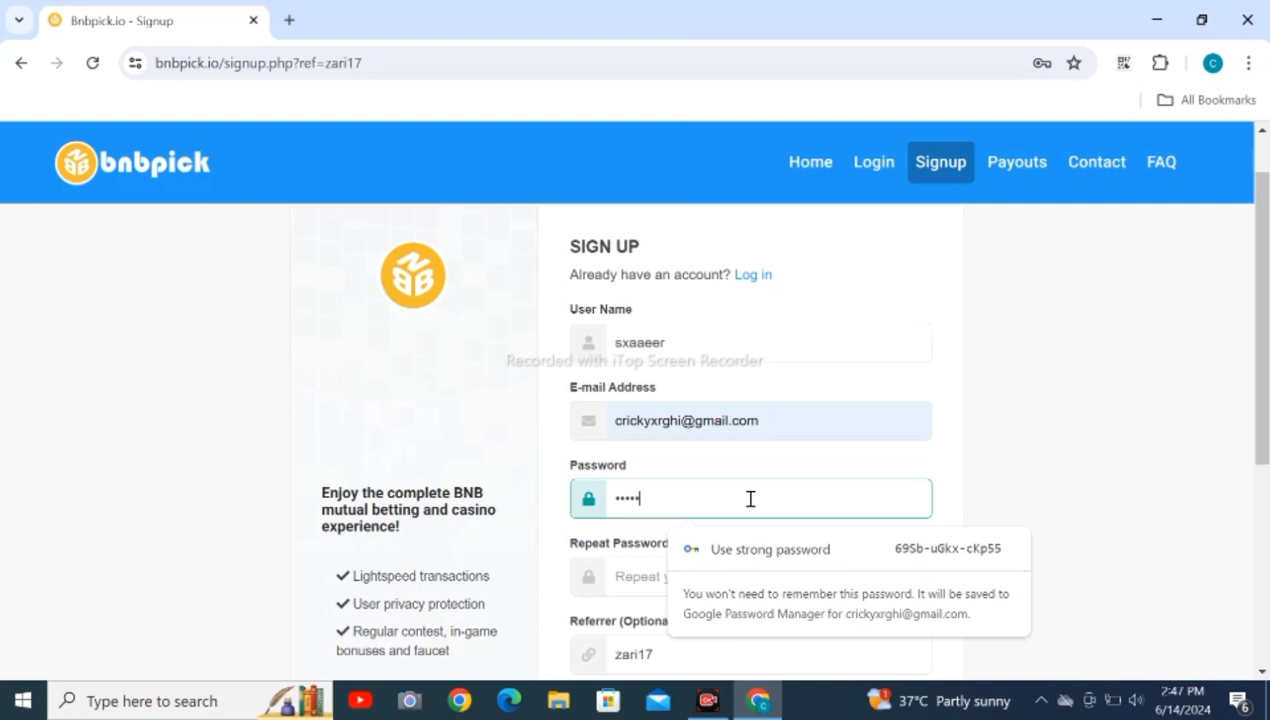 Bnbpick.io - Signup
bnbpick.io/signup.php?ref=zari17
C
All Bookmarks
bnbpick
Home
Login
Signup
Payouts
Contact
FAQ
SIGN UP
Already have an account? Log in
User Name
sxaaeer
Recorded with iTop Screen Recorder
E-mail Address
crickyxrghi@gmail.com
Password
•••••
Use strong password
69Sb-uGkx-cKp55
You won't need to remember this password. It will be saved to
Google Password Manager for crickyxrghi@gmail.com.
Repeat Password
Repeat y
Referrer (Optiona
zari17
Enjoy the complete BNB
mutual betting and casino
experience!
Lightspeed transactions
User privacy protection
Regular contest, in-game
bonuses and faucet
Type here to search
37°C Partly sunny
2:47 PM
6/14/2024
6